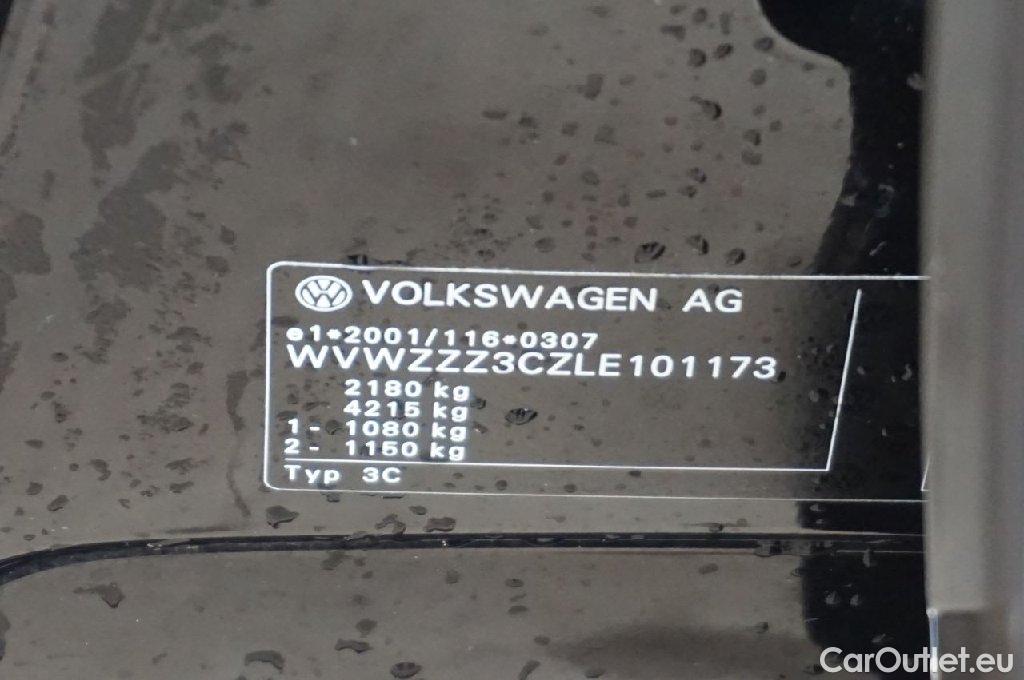 VOLKSWAGEN AG
e1*2001/116*0307
WVWZZZ3CZLE101173
2180 kg
4215 kg
1- 1080 kg
2- 1150 kg
Typ 3C
CarOutlet.eu